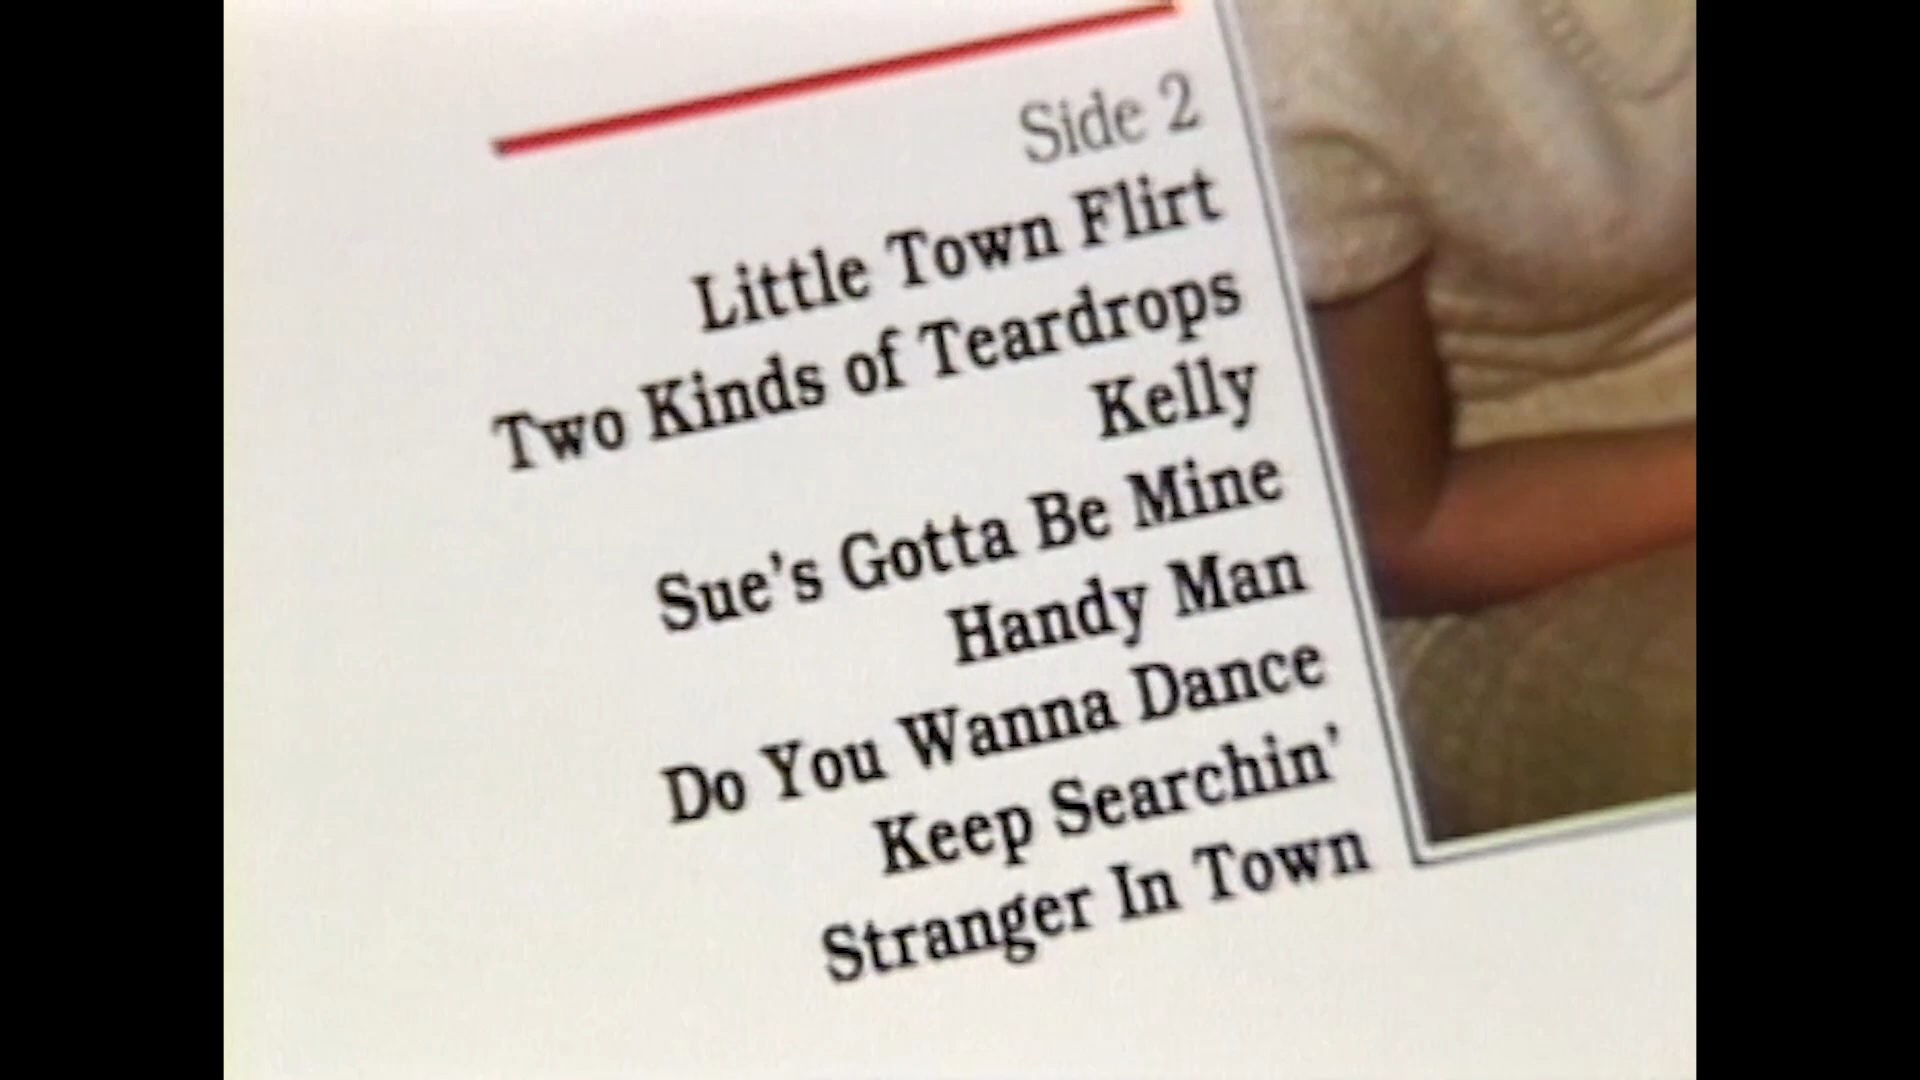 Side 2
Little Town Flirt
Two Kinds of Teardrops
Kelly
Sue's Gotta Be Mine
Handy Man
Do You Wanna Dance
Keep Searchin'
Stranger In Town